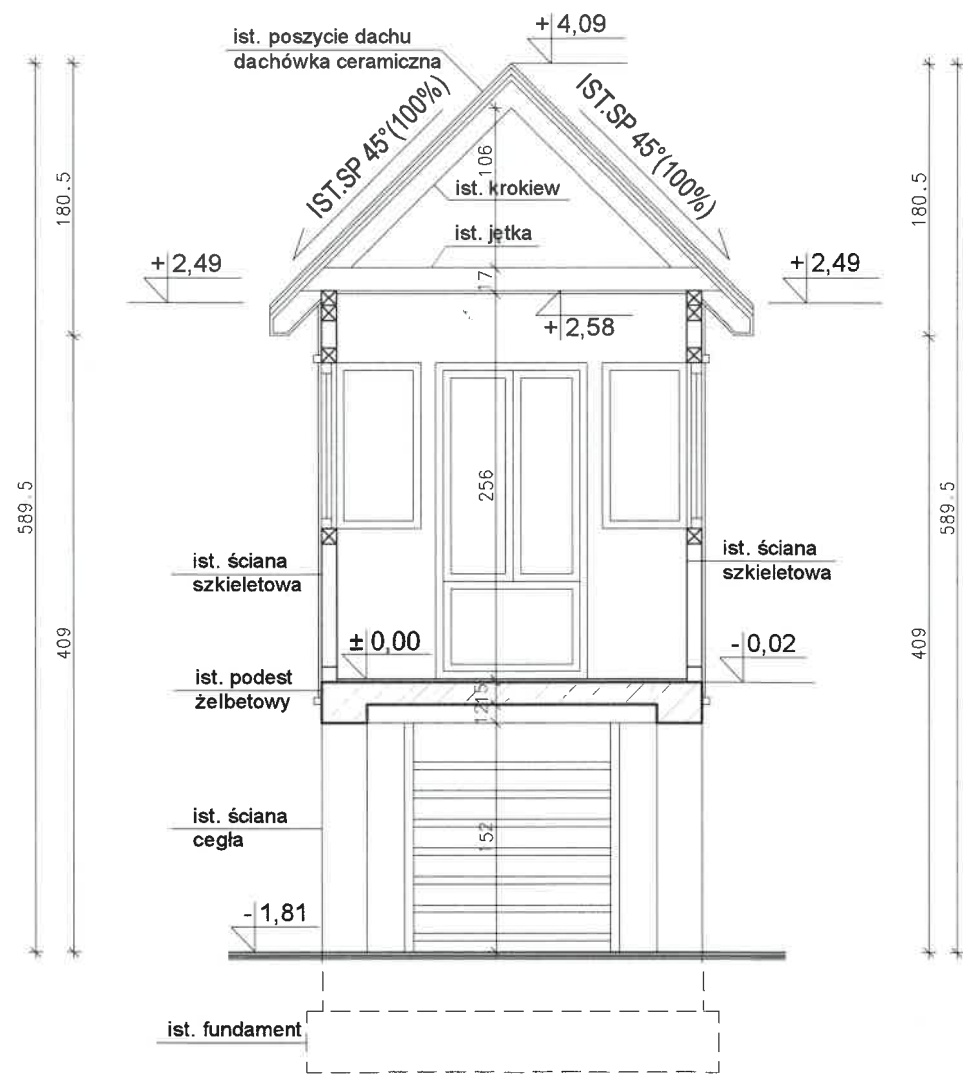 + 4,09
ist. poszycie dachu
dachówka ceramiczna
IST.SP 45°(100%)
IST.SP 45°(100%)
106
180.5
180.5
ist. krokiew
ist. jętka
+ 2,49
+ 2,49
17
+ 2,58
256
589.5
589.5
ist. ściana
szkieletowa
ist. ściana
szkieletowa
409
409
± 0,00
- 0,02
ist. podest
żelbetowy
15
12
ist. ściana
cegła
152
- 1,81
ist. fundament